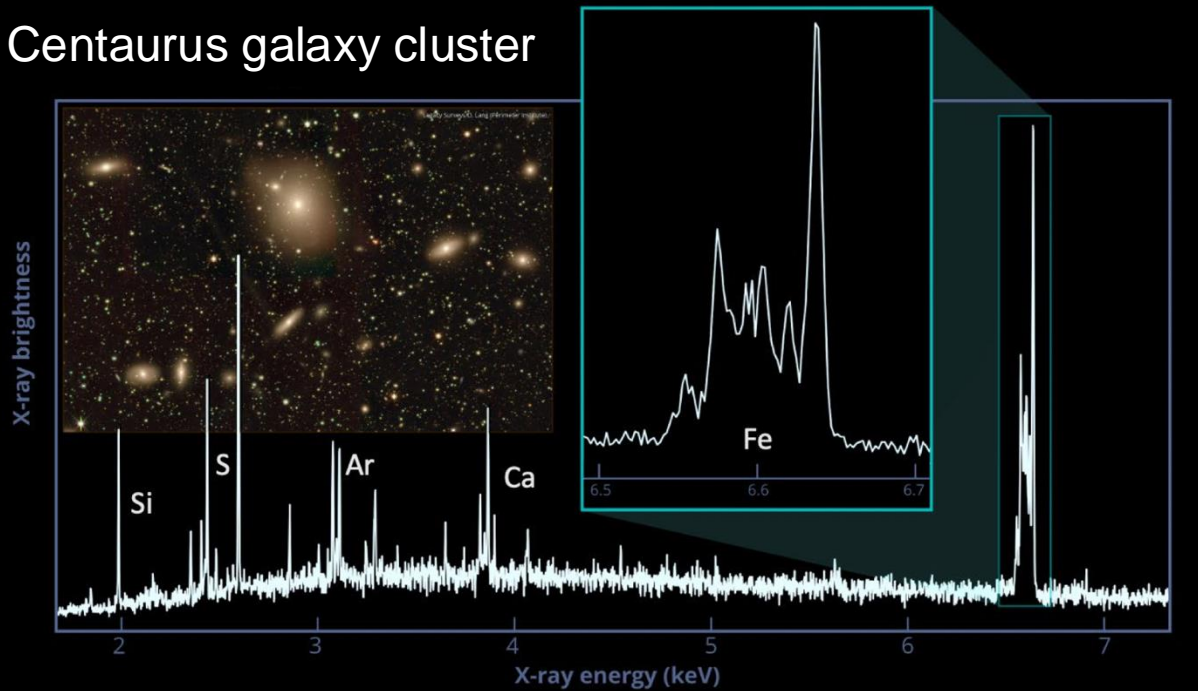 Centaurus galaxy cluster
X-ray brightness
Si
S
Ar
Ca
Fe
6.5
6.6
6.7
2
3
4
5
6
7
X-ray energy (keV)